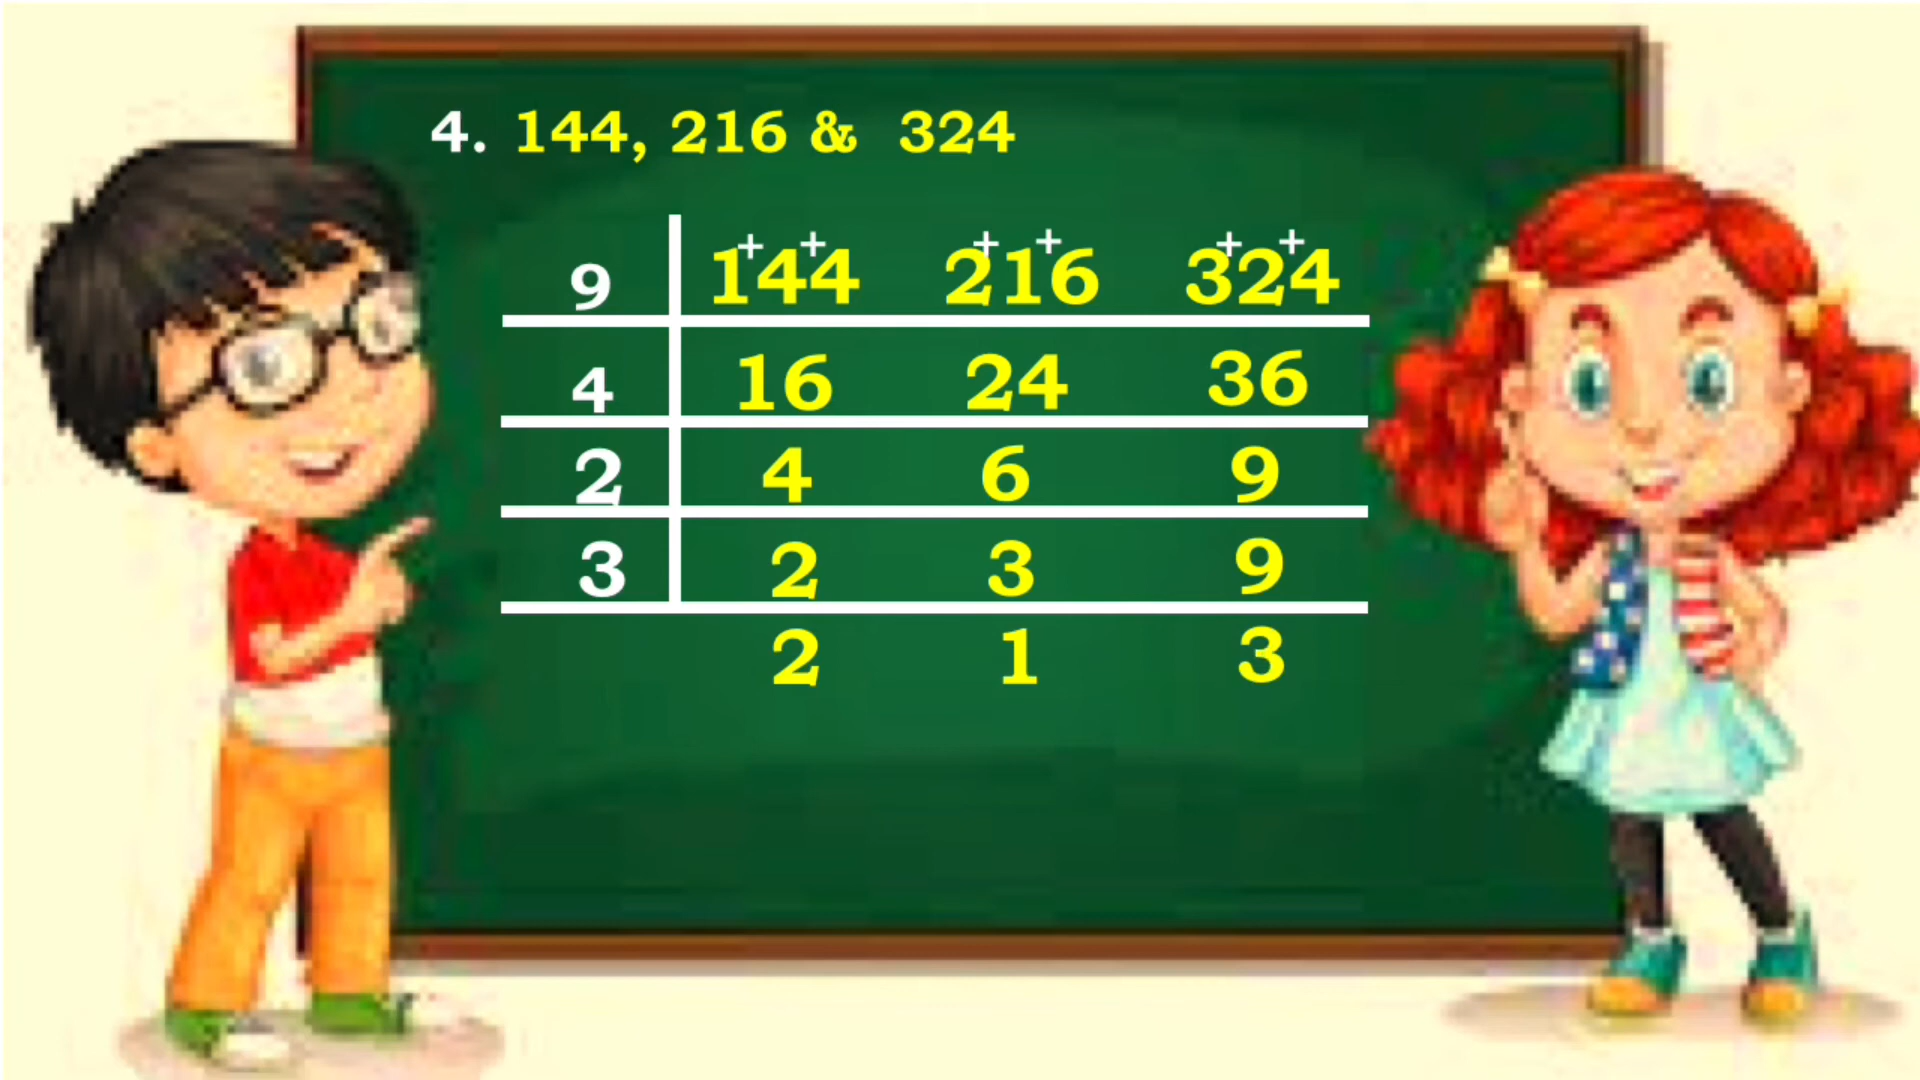 4. 144, 216 & 324
+ + + + + +
9 144 216 324
4 16 24 36
2 4 6 9
3 2 3 9
2 1 3